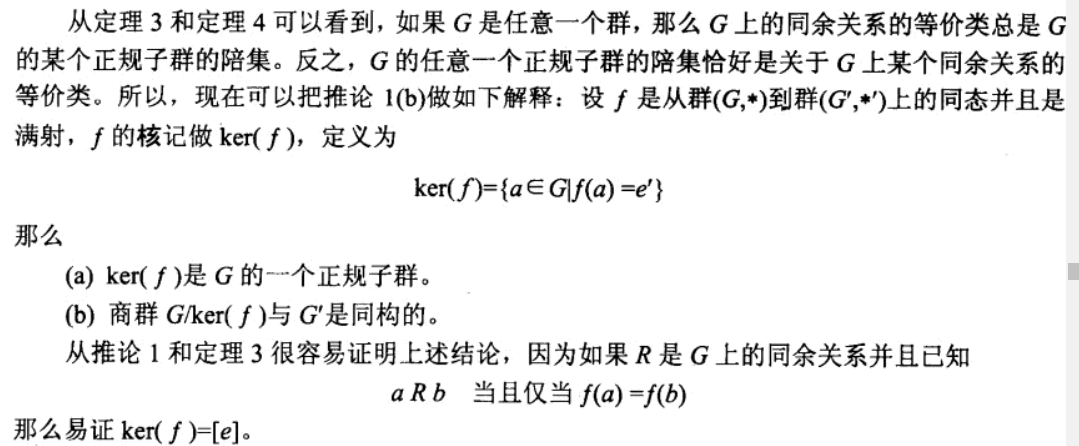 从定理 3 和定理 4 可以看到，如果 G 是任意一个群，那么 G 上的同余关系的等价类总是 G
的某个正规子群的陪集。反之，G 的任意一个正规子群的陪集恰好是关于 G 上某个同余关系的
等价类。所以，现在可以把推论 1(b)做如下解释：设 f 是从群(G,*)到群(G′,*′)上的同态并且是
满射，f 的核记做 ker( f )，定义为
ker(f)={a∈G|f(a) =e′}
那么
(a) ker( f )是 G 的一个正规子群。
(b) 商群 G/ker( f )与 G′是同构的。
从推论 1 和定理 3 很容易证明上述结论，因为如果 R 是 G 上的同余关系并且已知
a R b 当且仅当 f(a) =f(b)
那么易证 ker( f )=[e]。